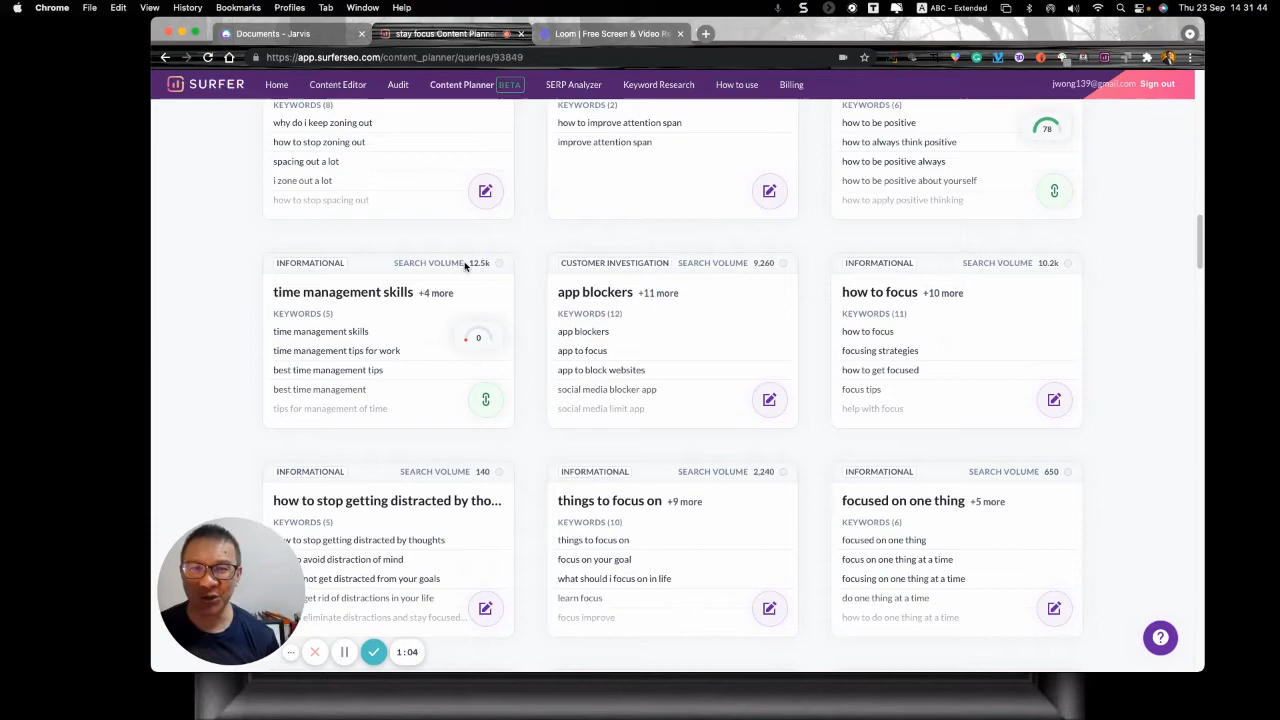 Chrome File Edit View History Bookmarks Profiles Tab Window Help
ABC – Extended
Thu 23 Sep 14 31 44
Documents - Jarvis
stay focus Content Planne
Loom | Free Screen & Video R
https://app.surferseo.com/content_planner/queries/93849
SURFER
Home
Content Editor
Audit
Content Planner BETA
SERP Analyzer
Keyword Research
How to use
Billing
jwong139@gmail.com Sign out
KEYWORDS (8)
why do i keep zoning out
how to stop zoning out
spacing out a lot
i zone out a lot
how to stop spacing out
KEYWORDS (2)
how to improve attention span
improve attention span
KEYWORDS (6)
how to be positive
78
how to always think positive
how to be positive always
how to be positive about yourself
how to apply positive thinking
INFORMATIONAL SEARCH VOLUME 12.5k
time management skills +4 more
KEYWORDS (5)
time management skills
0
time management tips for work
best time management tips
best time management
tips for management of time
CUSTOMER INVESTIGATION SEARCH VOLUME 9,260
app blockers +11 more
KEYWORDS (12)
app blockers
app to focus
app to block websites
social media blocker app
social media limit app
INFORMATIONAL SEARCH VOLUME 10.2k
how to focus +10 more
KEYWORDS (11)
how to focus
focusing strategies
how to get focused
focus tips
help with focus
INFORMATIONAL SEARCH VOLUME 140
how to stop getting distracted by tho...
KEYWORDS (5)
to stop getting distracted by thoughts
avoid distraction of mind
not get distracted from your goals
get rid of distractions in your life
eliminate distractions and stay focused...
INFORMATIONAL SEARCH VOLUME 2,240
things to focus on +9 more
KEYWORDS (10)
things to focus on
focus on your goal
what should i focus on in life
learn focus
focus improve
INFORMATIONAL SEARCH VOLUME 650
focused on one thing +5 more
KEYWORDS (6)
focused on one thing
focus on one thing at a time
focusing on one thing at a time
do one thing at a time
how to do one thing at a time
1:04